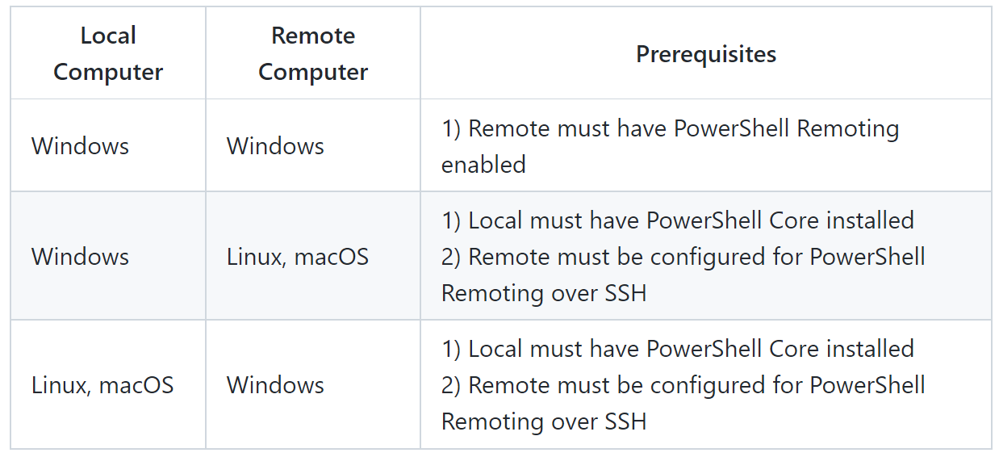 Local
Computer
Remote
Computer
Prerequisites
Windows
Windows
1) Remote must have PowerShell Remoting
enabled
Windows
Linux, macOS
1) Local must have PowerShell Core installed
2) Remote must be configured for PowerShell
Remoting over SSH
Linux, macOS
Windows
1) Local must have PowerShell Core installed
2) Remote must be configured for PowerShell
Remoting over SSH